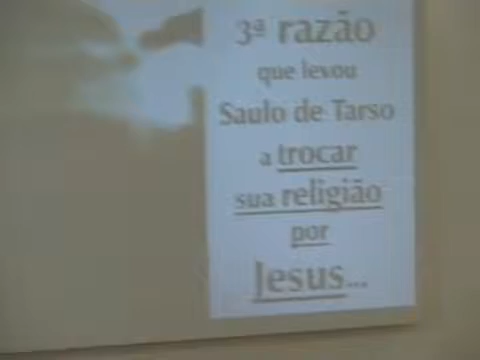 3ª razão
que levou
Saulo de Tarso
a trocar
sua religião
por
Jesus...